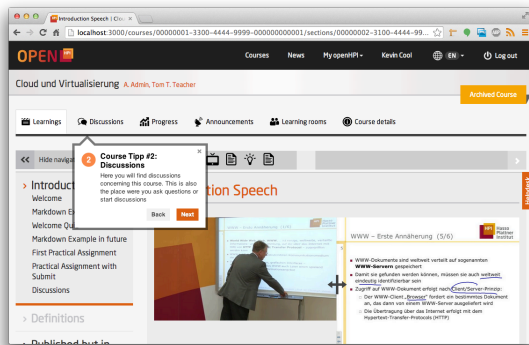 Introduction Speech | Clou
localhost:3000/courses/00000001-3300-4444-9999-000000000001/sections/00000002-3100-4444-99...
OPEN HPI
Courses News My openHPI Kevin Cool EN Log out
Cloud und Virtualisierung A. Admin, Tom T. Teacher
Archived Course
Learnings Discussions Progress Announcements Learning rooms Course details
Hide naviga
2 Course Tipp #2:
Discussions
Here you will find discussions
concerning this course. This is also
the place were you ask questions or
start discussions
Back Next
Helpdesk
Introduct
Welcome
Markdown E
Welcome Qu
Markdown Example in future
First Practical Assignment
Practical Assignment with
Submit
Discussions
Definitions
Published but in
tion Speech
WWW – Erste Annäherung (5/6)
HPI Hasso
Plattner
Institut
WWW-Dokumente sind weltweit verteilt auf sogenannten
WWW-Servern gespeichert
Damit sie gefunden werden können, müssen sie auch weltweit
eindeutig identifizierbar sein
Zugriff auf WWW-Dokument erfolgt nach Client/Server-Prinzip:
Der WWW-Client „Browser" fordert ein bestimmtes Dokument
an, das dann von einem WWW-Server ausgeliefert wird
Die Übertragung über das Internet erfolgt mit dem
Hypertext-Transfer-Protocols (HTTP)